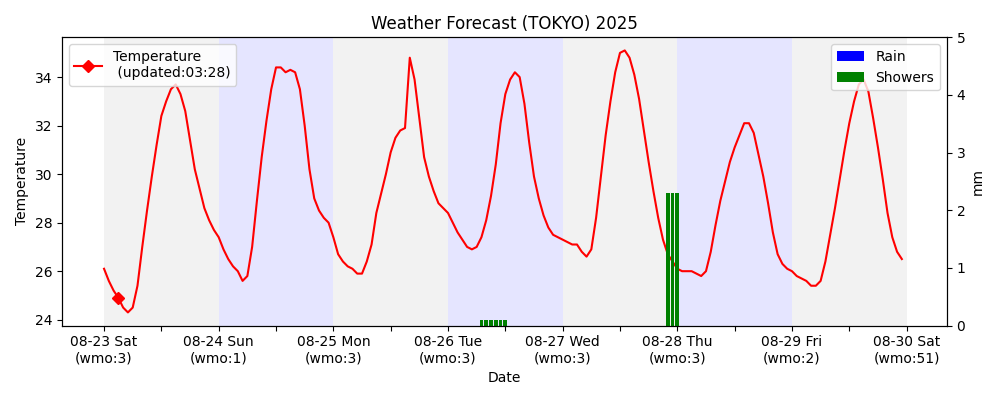 Weather Forecast (TOKYO) 2025
Temperature
(updated:03:28)
Rain
Showers
Temperature
34
32
30
28
26
24
5
4
3
2
1
0
mm
08-23 Sat
(wmo:3)
08-24 Sun
(wmo:1)
08-25 Mon
(wmo:3)
08-26 Tue
(wmo:3)
08-27 Wed
(wmo:3)
08-28 Thu
(wmo:3)
08-29 Fri
(wmo:2)
08-30 Sat
(wmo:51)
Date